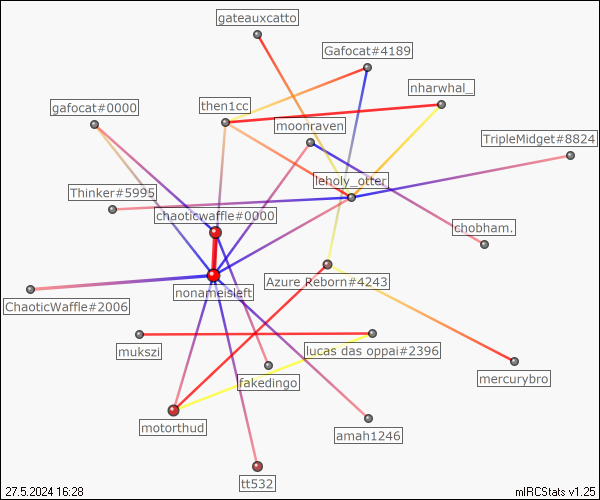 gateauxcatto
Gafocat#4189
nharwhal_
gafocat#0000
then1cc
moonraven
TripleMidget#8824
leholy_otter
Thinker#5995
chaoticwaffle#0000
chobham.
Azure Reborn#4243
nonameisleft
ChaoticWaffle#2006
mukszi
lucas das oppai#2396
fakedingo
mercurybro
motorthud
amah1246
tt532
27.5.2024 16:28
mIRCStats v1.25